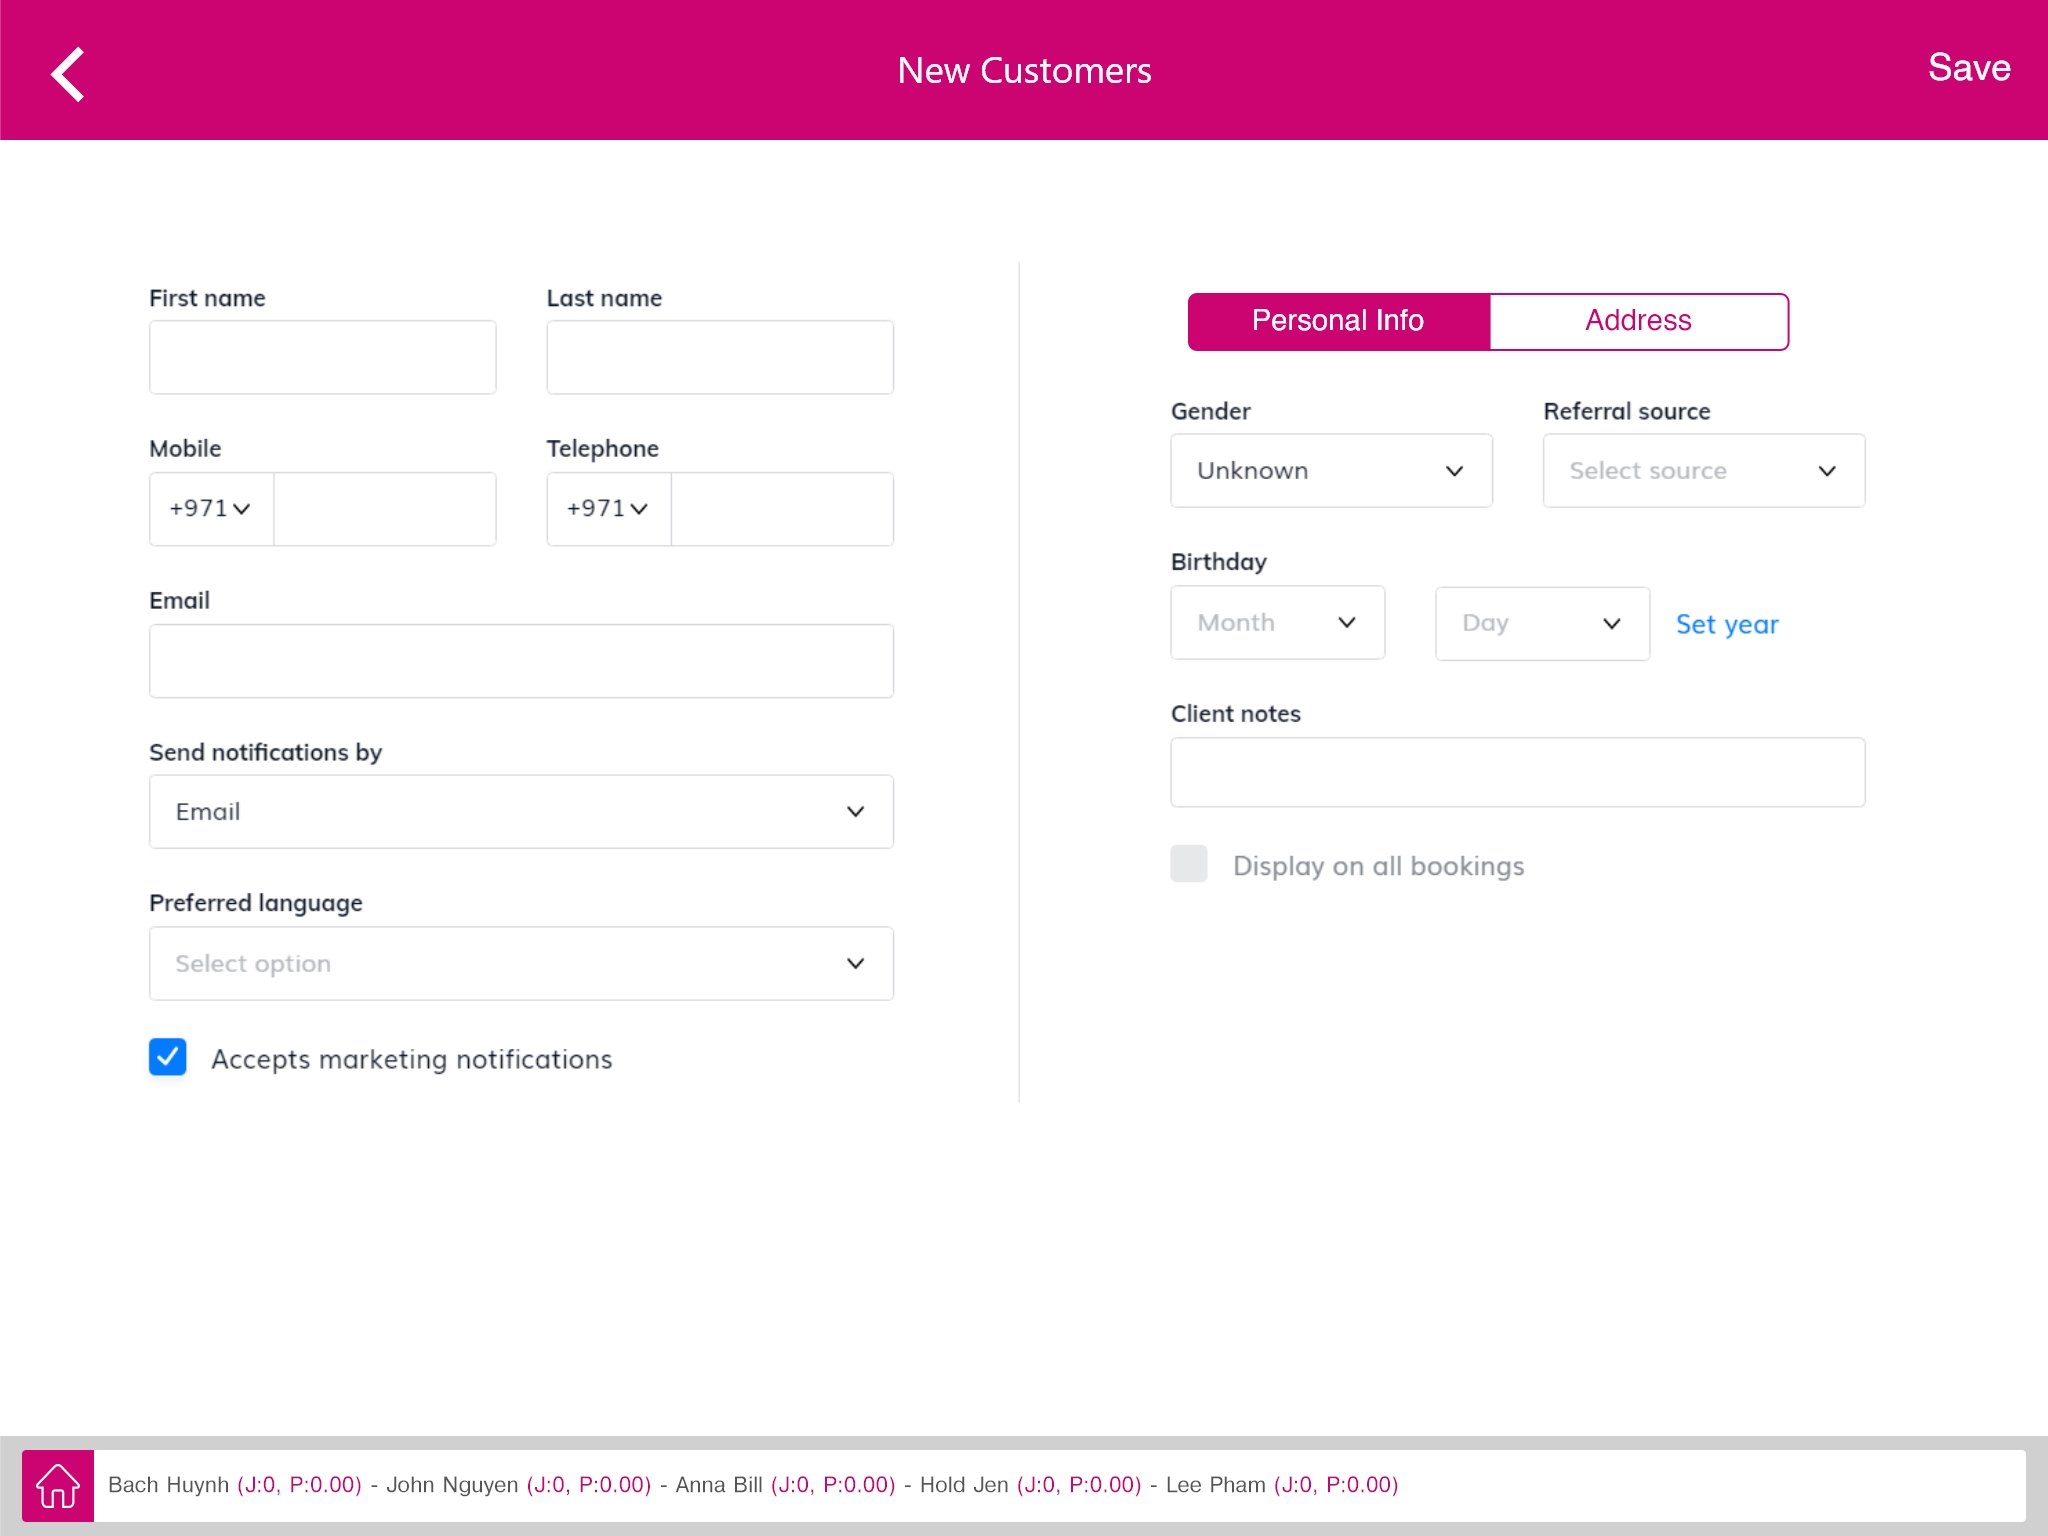 New Customers
Save
First name
Last name
Mobile
+971
Telephone
+971
Email
Send notifications by
Email
Preferred language
Select option
Accepts marketing notifications
Personal Info
Address
Gender
Unknown
Referral source
Select source
Birthday
Month
Day
Set year
Client notes
Display on all bookings
Bach Huynh (J:0, P:0.00) - John Nguyen (J:0, P:0.00) - Anna Bill (J:0, P:0.00) - Hold Jen (J:0, P:0.00) - Lee Pham (J:0, P:0.00)